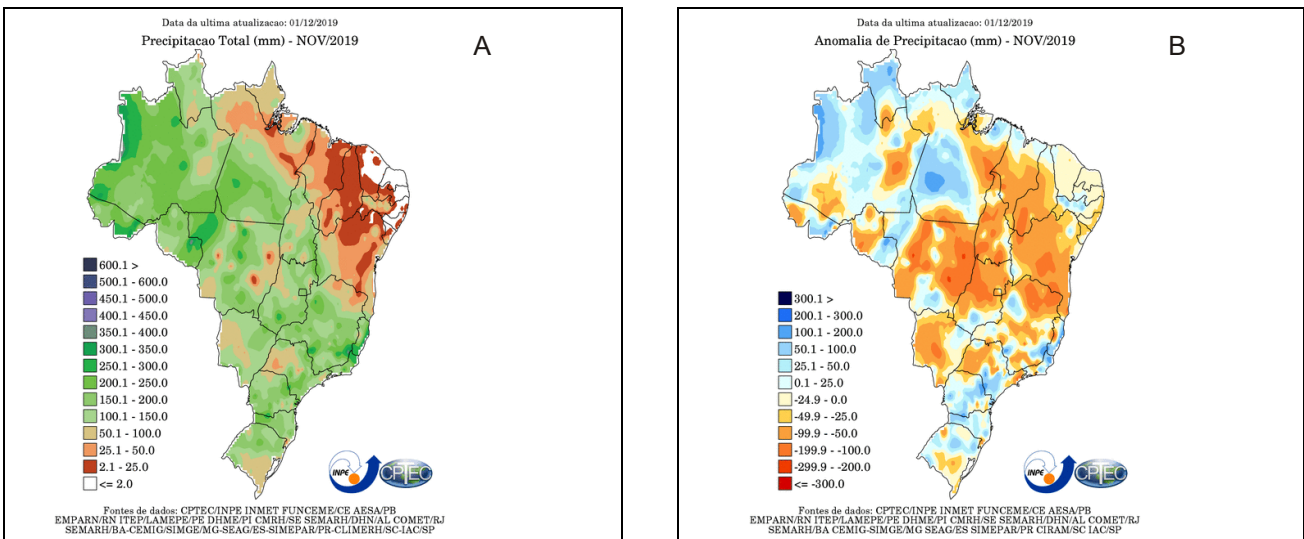 Data da ultima atualizacao: 01/12/2019
Precipitacao Total (mm) - NOV/2019
A
600.1 >
500.1 - 600.0
450.1 - 500.0
400.1 - 450.0
350.1 - 400.0
300.1 - 350.0
250.1 - 300.0
200.1 - 250.0
150.1 - 200.0
100.1 - 150.0
50.1 - 100.0
25.1 - 50.0
2.1 - 25.0
<= 2.0
INPE
CPTEC
Fontes de dados: CPTEC/INPE INMET FUNCEME/CE AESA/PB
EMPARN/RN ITEP/LAMEPE/PE DHME/PI CMRH/SE SEMARH/DHN/AL COMET/RJ
SEMARH/BA-CEMIG/SIMGE/MG-SEAG/ES-SIMEPAR/PR-CLIMERH/SC-IAC/SP
Data da ultima atualizacao: 01/12/2019
Anomalia de Precipitacao (mm) - NOV/2019
B
300.1 >
200.1 - 300.0
100.1 - 200.0
50.1 - 100.0
25.1 - 50.0
0.1 - 25.0
-24.9 - 0.0
-49.9 - -25.0
-99.9 - -50.0
-199.9 - -100.0
-299.9 - -200.0
<= -300.0
INPE
CPTEC
Fontes de dados: CPTEC/INPE INMET FUNCEME/CE AESA/PB
EMPARN/RN ITEP/LAMEPE/PE DHME/PI CMRH/SE SEMARH/DHN/AL COMET/RJ
SEMARH/BA CEMIG-SIMGE/MG SEAG/ES SIMEPAR/PR CIRAM/SC IAC/SP